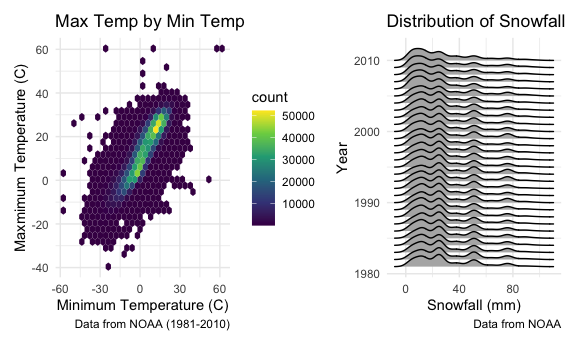 Max Temp by Min Temp
Maxmimum Temperature (C)
60
40
20
0
-20
-40
-60
-30
0
30
60
Minimum Temperature (C)
Data from NOAA (1981-2010)
count
50000
40000
30000
20000
10000
Distribution of Snowfall
Year
2010
2000
1990
1980
0
40
80
Snowfall (mm)
Data from NOAA